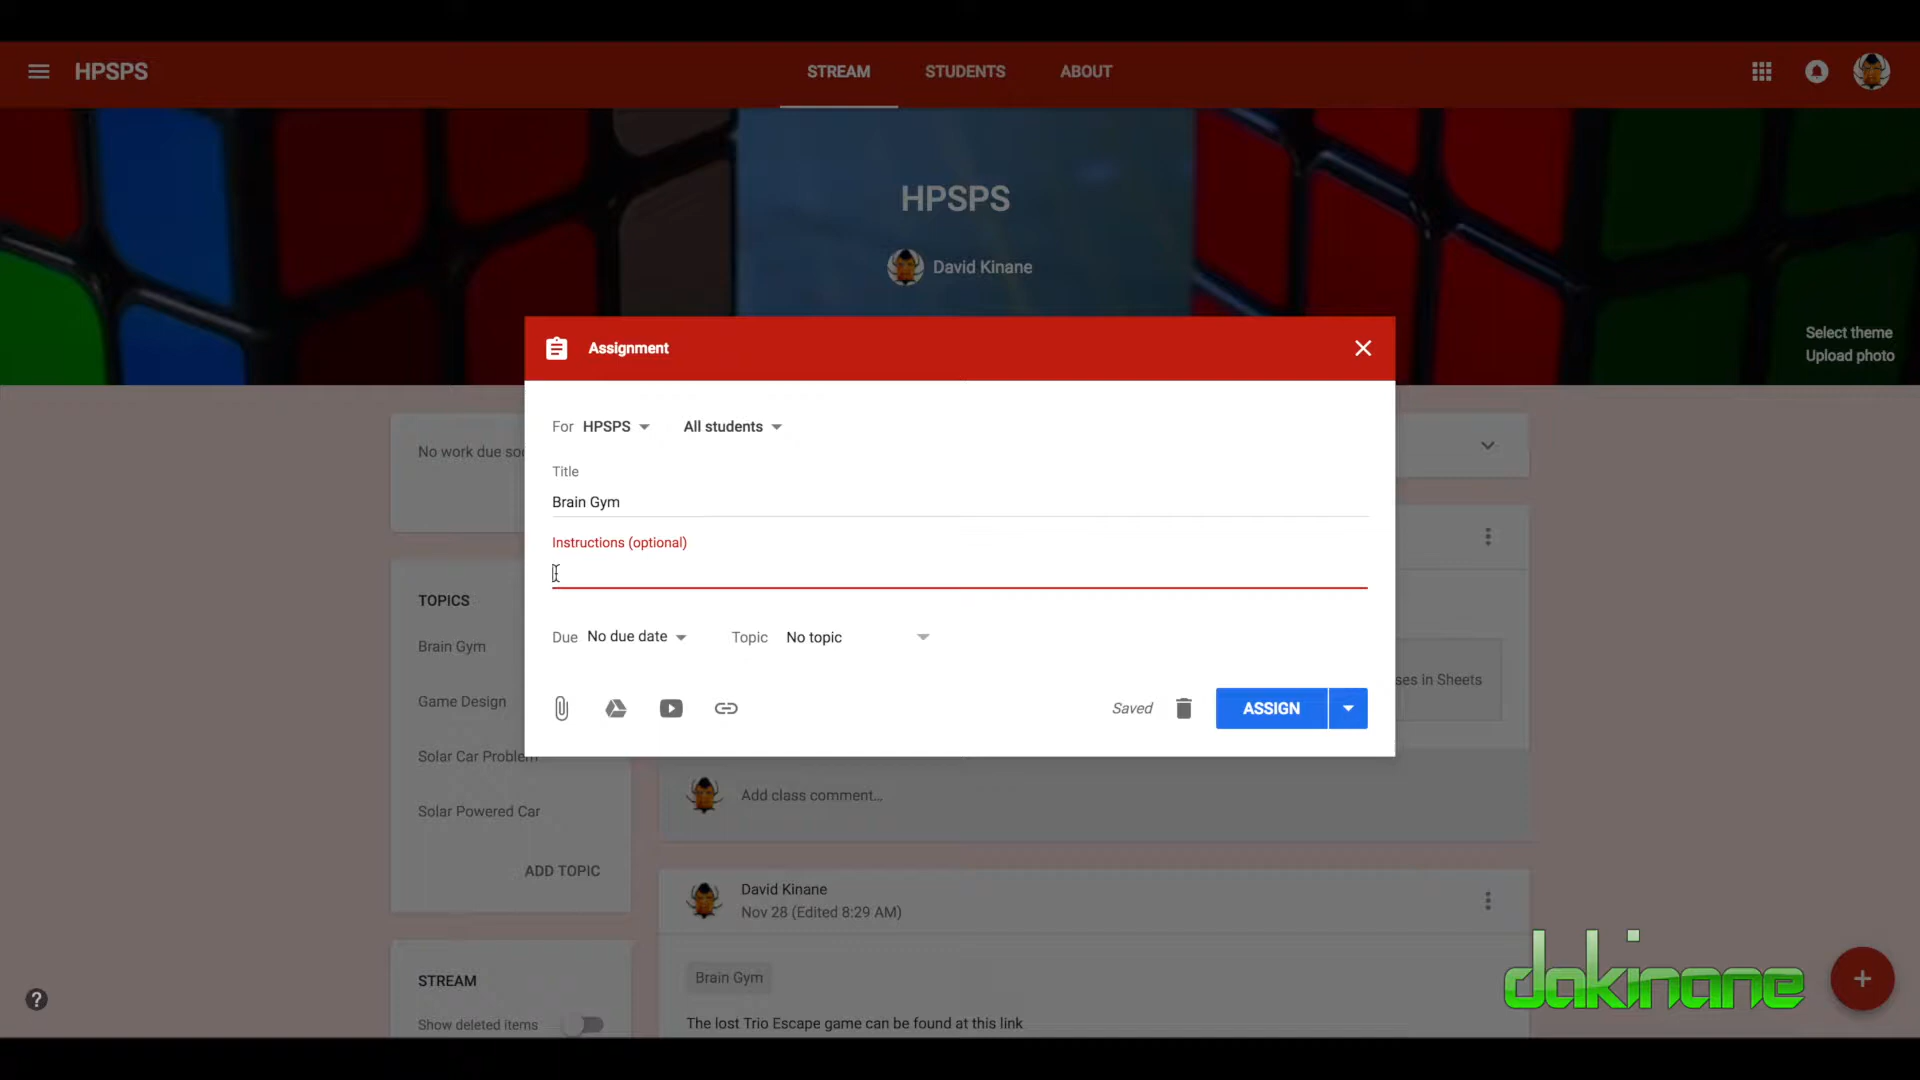 HPSPS
STREAM STUDENTS ABOUT
HPSPS
David Kinane
Select theme
Upload photo
Assignment
For HPSPS All students
Title
Brain Gym
Instructions (optional)
Due No due date Topic No topic
Saved ASSIGN
No work due soo
TOPICS
Brain Gym
Game Design
Solar Car Problem
Solar Powered Car
ADD TOPIC
STREAM
Show deleted items
ses in Sheets
Add class comment...
David Kinane
Nov 28 (Edited 8:29 AM)
Brain Gym
The lost Trio Escape game can be found at this link
dakinane